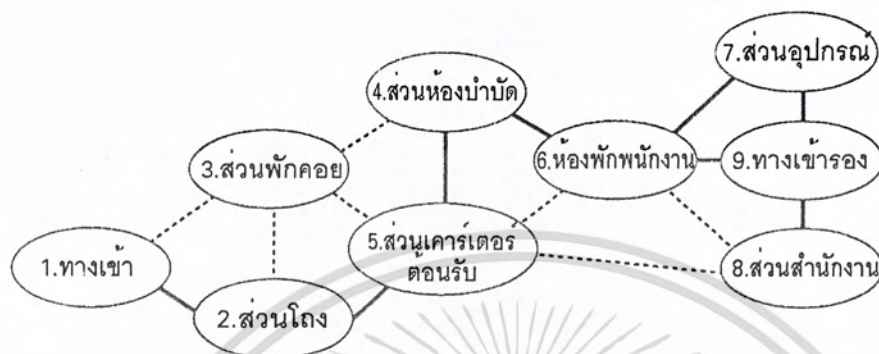 7.ส่วนอุปกรณ์
4.ส่วนห้องบำบัด
3.ส่วนพักคอย
6.ห้องพักพนักงาน
9.ทางเข้ารอง
5.ส่วนเคาร์เตอร
ต้อนรับ
1.ทางเข้า
8.ส่วนสำนักงาน
2.ส่วนโถง